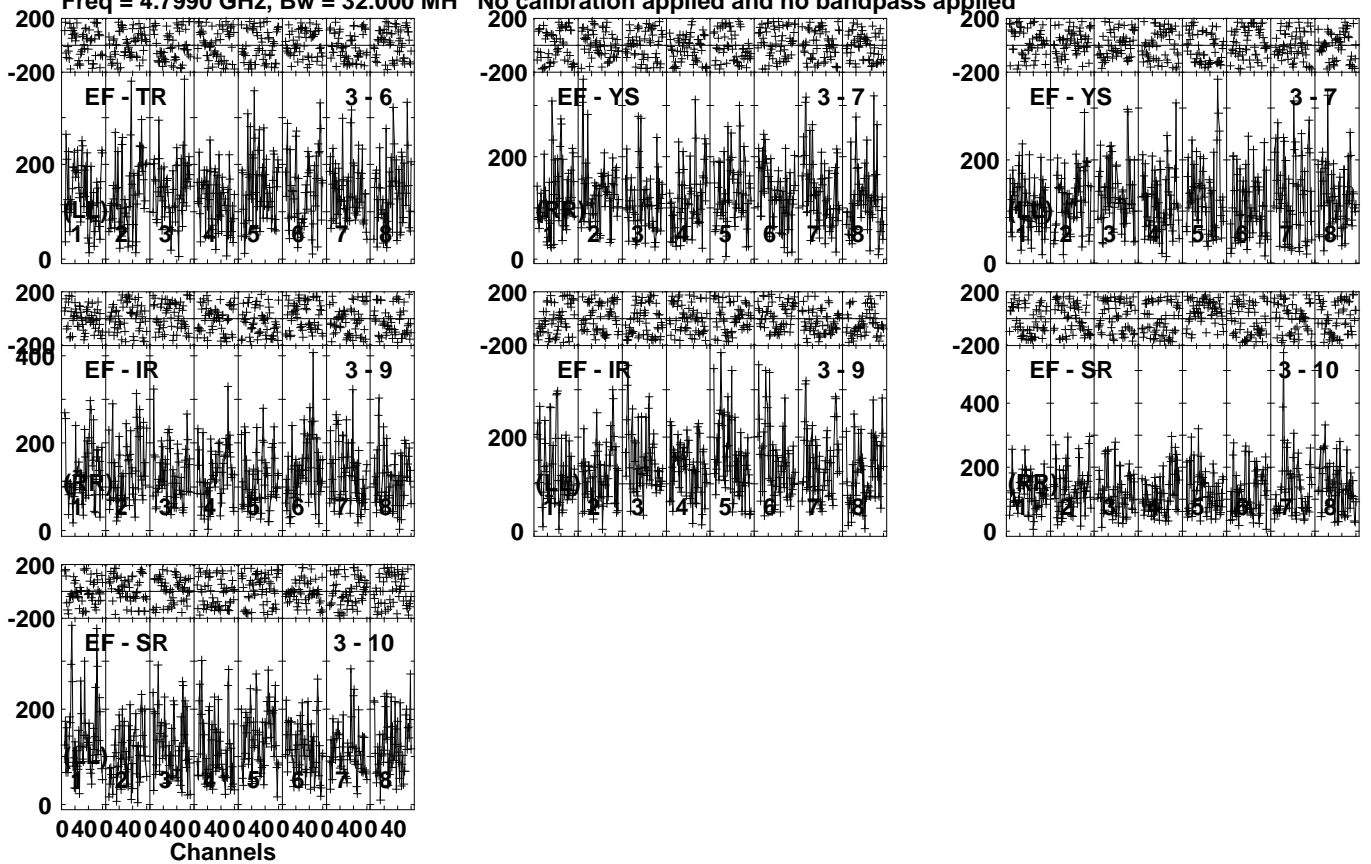 Freq = 4.7990 GHz, Bw = 32.000 MH No calibration applied and no bandpass applied
200 200 200
-200 -200 -200
EF - TR 3 - 6 EF - YS 3 - 7 EF - YS 3 - 7
200 200 200
(LL) (RR) (LL)
1 2 3 4 5 6 7 8 1 2 3 4 5 6 7 8 1 2 3 4 5 6 7 8
0 0 0
200 200 200
-200 -200 -200
400
EF - IR 3 - 9 EF - IR 3 - 9 EF - SR 3 - 10
400
200 200 200
(RR) (LL) (RR)
1 2 3 4 5 6 7 8 1 2 3 4 5 6 7 8 1 2 3 4 5 6 7 8
0 0 0
200
-200
EF - SR 3 - 10
200
(LL)
1 2 3 4 5 6 7 8
0
0 40 0 40 0 40 0 40 0 40 0 40 0 40 0 40
Channels